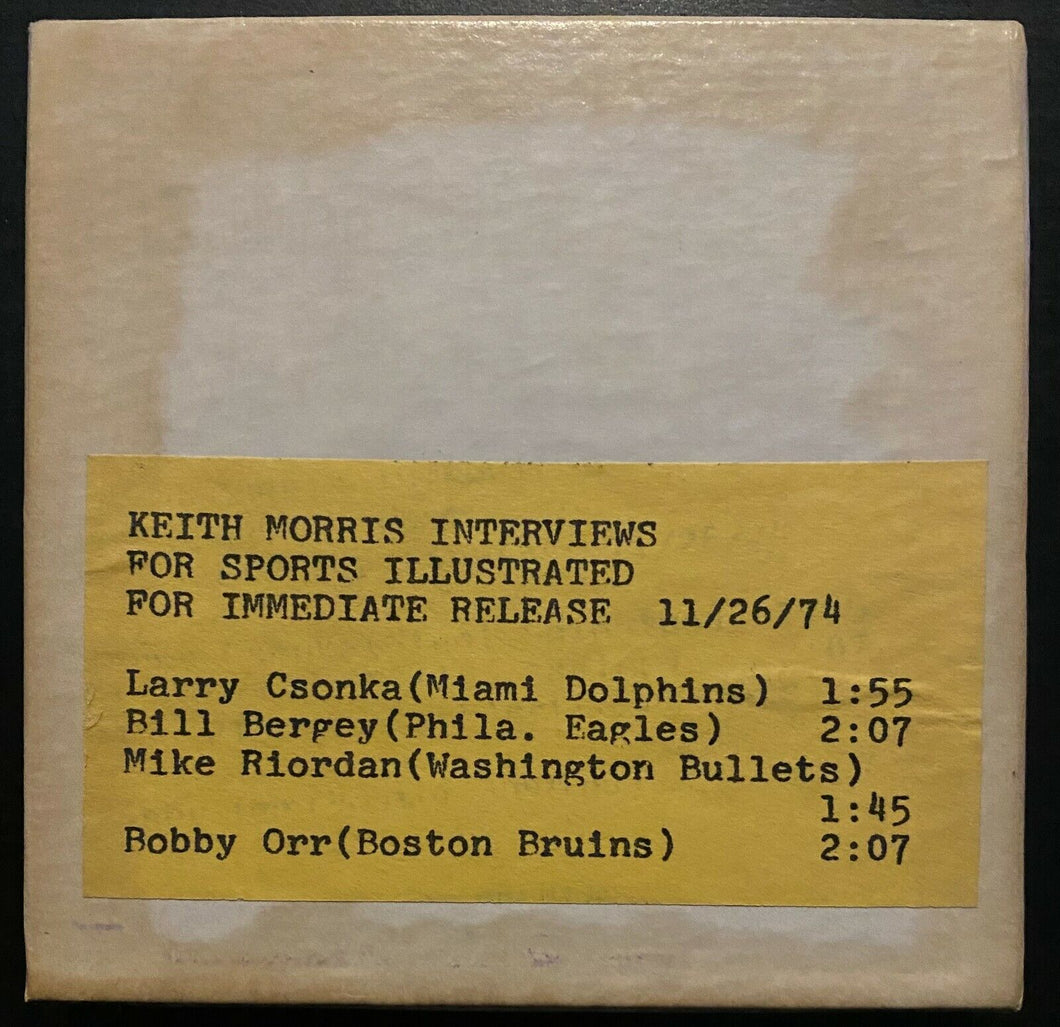 KEITH MORRIS INTERVIEWS
FOR SPORTS ILLUSTRATED
FOR IMMEDIATE RELEASE 11/26/74
Larry Csonka(Miami Dolphins) 1:55
Bill Bergey(Phila. Eagles) 2:07
Mike Riordan(Washington Bullets)
1:45
Bobby Orr(Boston Bruins) 2:07